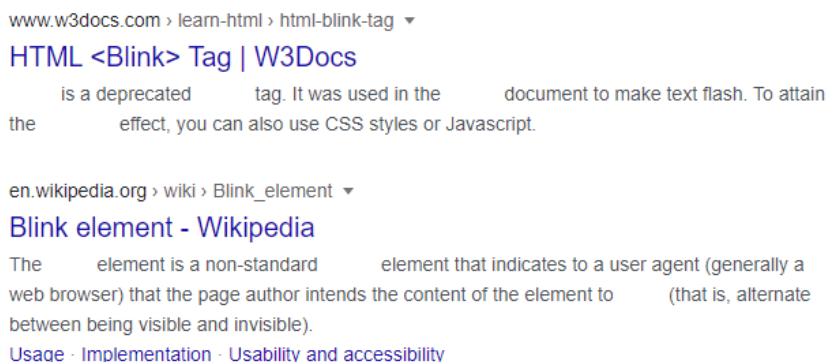 www.w3docs.com › learn-html › html-blink-tag ▾
HTML <Blink> Tag | W3Docs
is a deprecated tag. It was used in the document to make text flash. To attain
the effect, you can also use CSS styles or Javascript.
en.wikipedia.org › wiki › Blink_element ▾
Blink element - Wikipedia
The element is a non-standard element that indicates to a user agent (generally a
web browser) that the page author intends the content of the element to (that is, alternate
between being visible and invisible).
Usage · Implementation · Usability and accessibility